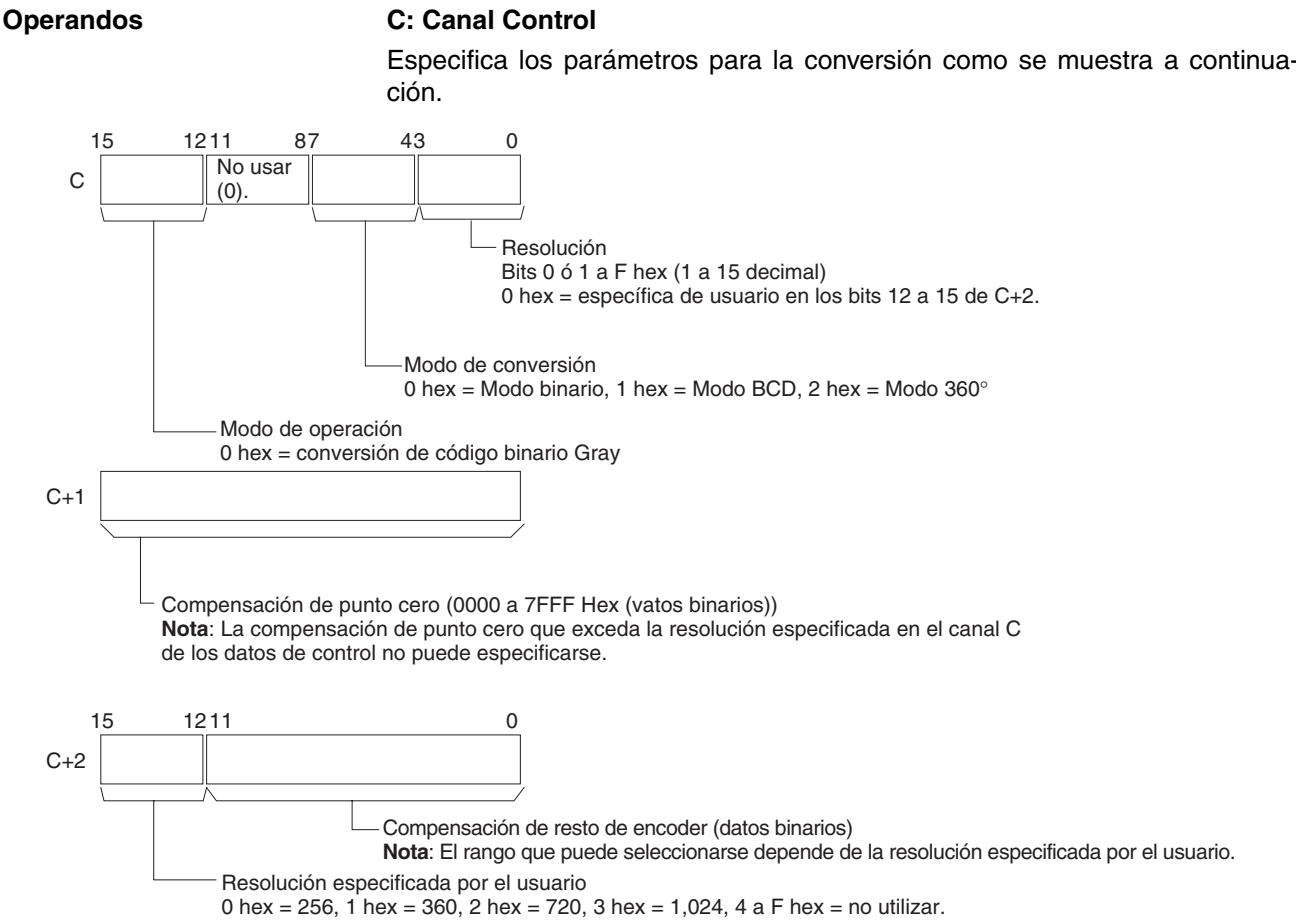 Operandos
C: Canal Control
Especifica los parámetros para la conversión como se muestra a continua-
ción.
15 12 11 8 7 4 3 0
C
No usar
(0).
Resolución
Bits 0 ó 1 a F hex (1 a 15 decimal)
0 hex = específica de usuario en los bits 12 a 15 de C+2.
Modo de conversión
0 hex = Modo binario, 1 hex = Modo BCD, 2 hex = Modo 360°
Modo de operación
0 hex = conversión de código binario Gray
C+1
Compensación de punto cero (0000 a 7FFF Hex (vatos binarios))
Nota: La compensación de punto cero que exceda la resolución especificada en el canal C
de los datos de control no puede especificarse.
15 12 11 0
C+2
Compensación de resto de encoder (datos binarios)
Nota: El rango que puede seleccionarse depende de la resolución especificada por el usuario.
Resolución especificada por el usuario
0 hex = 256, 1 hex = 360, 2 hex = 720, 3 hex = 1,024, 4 a F hex = no utilizar.